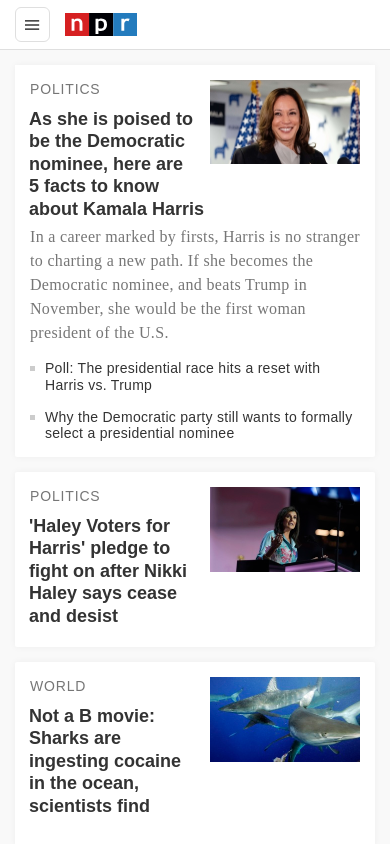 npr
POLITICS
As she is poised to
be the Democratic
nominee, here are
5 facts to know
about Kamala Harris
In a career marked by firsts, Harris is no stranger
to charting a new path. If she becomes the
Democratic nominee, and beats Trump in
November, she would be the first woman
president of the U.S.
Poll: The presidential race hits a reset with
Harris vs. Trump
Why the Democratic party still wants to formally
select a presidential nominee
POLITICS
'Haley Voters for
Harris' pledge to
fight on after Nikki
Haley says cease
and desist
WORLD
Not a B movie:
Sharks are
ingesting cocaine
in the ocean,
scientists find